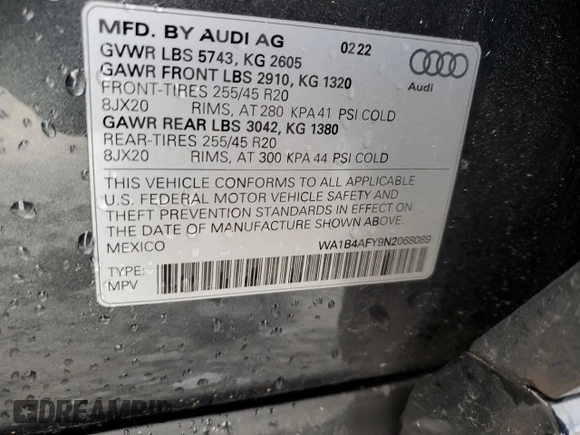 MFD. BY AUDI AG 02 22
GVWR LBS 5743, KG 2605
GAWR FRONT LBS 2910, KG 1320
FRONT-TIRES 255/45 R20
8JX20 RIMS, AT 280 KPA 41 PSI COLD
GAWR REAR LBS 3042, KG 1380
REAR-TIRES 255/45 R20
8JX20 RIMS, AT 300 KPA 44 PSI COLD
Audi
THIS VEHICLE CONFORMS TO ALL APPLICABLE
U.S. FEDERAL MOTOR VEHICLE SAFETY AND
THEFT PREVENTION STANDARDS IN EFFECT ON
THE DATE OF MANUFACTURE SHOWN ABOVE.
MEXICO WA1B4AFY9N2068089
TYPE:
MPV
DREAMBID